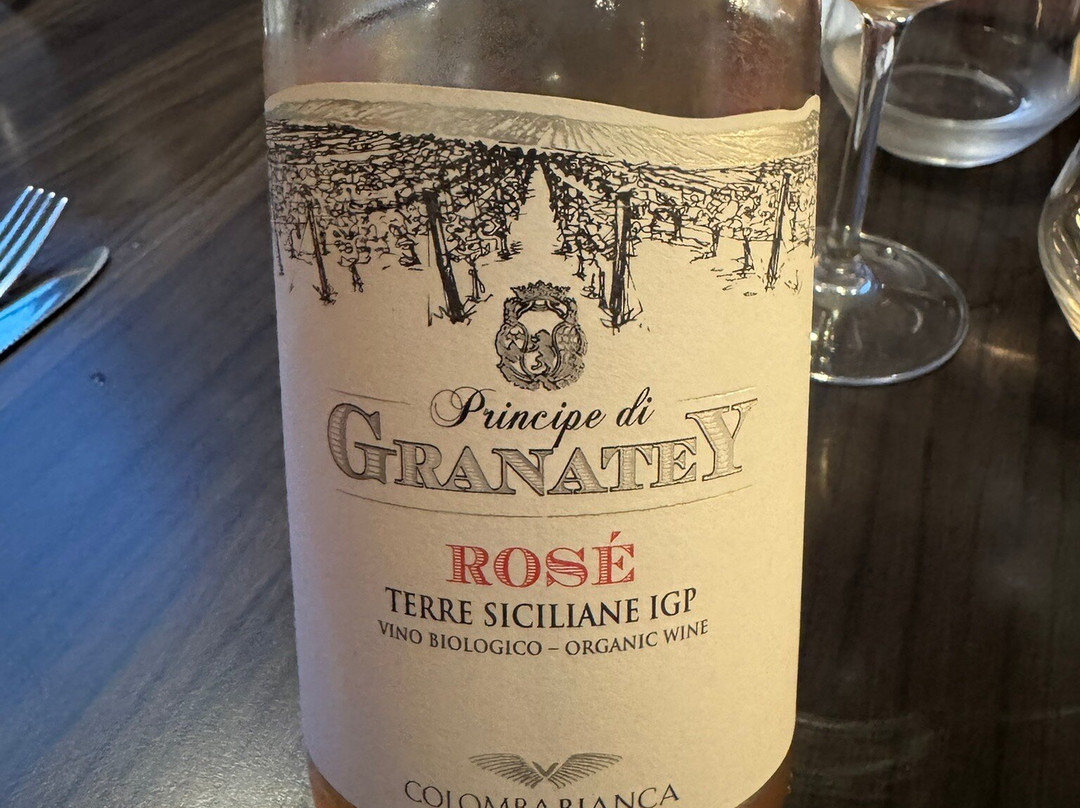 Principe di
GRANATEY
ROSÉ
TERRE SICILIANE IGP
VINO BIOLOGICO – ORGANIC WINE
COLOMBA BIANCA